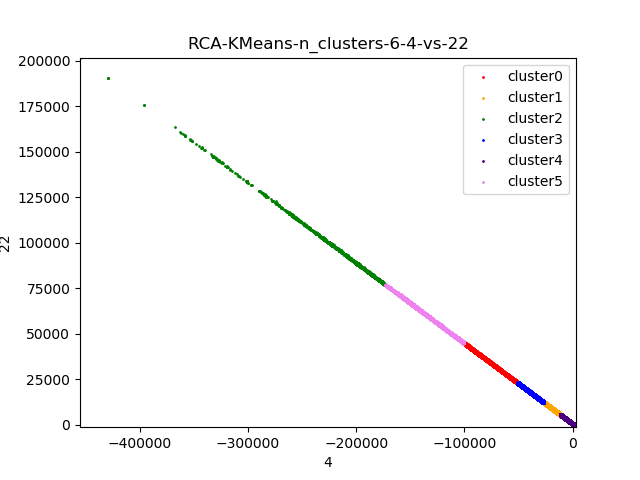 RCA-KMeans-n_clusters-6-4-vs-22
200000
175000
150000
125000
100000
75000
50000
25000
0
22
cluster0
cluster1
cluster2
cluster3
cluster4
cluster5
−400000
−300000
−200000
−100000
0
4